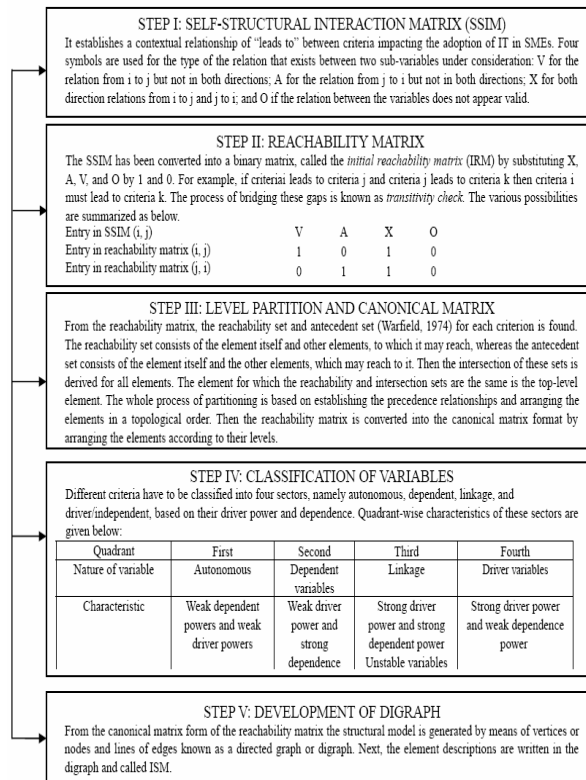 STEP I: SELF-STRUCTURAL INTERACTION MATRIX (SSIM)
It establishes a contextual relationship of “leads to” between criteria impacting the adoption of IT in SMEs. Four
symbols are used for the type of the relation that exists between two sub-variables under consideration: V for the
relation from i to j but not in both directions; A for the relation from j to i but not in both directions; X for both
direction relations from i to j and j to i; and O if the relation between the variables does not appear valid.
STEP II: REACHABILITY MATRIX
The SSIM has been converted into a binary matrix, called the initial reachability matrix (IRM) by substituting X,
A, V, and O by 1 and 0. For example, if criteriai leads to criteria j and criteria j leads to criteria k then criteria i
must lead to criteria k. The process of bridging these gaps is known as transitivity check. The various possibilities
are summarized as below.
Entry in SSIM (i, j) V A X O
Entry in reachability matrix (i, j) 1 0 1 0
Entry in reachability matrix (j, i) 0 1 1 0
STEP III: LEVEL PARTITION AND CANONICAL MATRIX
From the reachability matrix, the reachability set and antecedent set (Warfield, 1974) for each criterion is found.
The reachability set consists of the element itself and other elements, to which it may reach, whereas the antecedent
set consists of the element itself and the other elements, which may reach to it. Then the intersection of these sets is
derived for all elements. The element for which the reachability and intersection sets are the same is the top-level
element. The whole process of partitioning is based on establishing the precedence relationships and arranging the
elements in a topological order. Then the reachability matrix is converted into the canonical matrix format by
arranging the elements according to their levels.
STEP IV: CLASSIFICATION OF VARIABLES
Different criteria have to be classified into four sectors, namely autonomous, dependent, linkage, and
driver/independent, based on their driver power and dependence. Quadrant-wise characteristics of these sectors are
given below:
Quadrant First Second Third Fourth
Nature of variable Autonomous Dependent Linkage Driver variables
variables
Characteristic Weak dependent Weak driver Strong driver Strong driver power
powers and weak power and power and strong and weak dependence
driver powers strong dependent power power
dependence Unstable variables
STEP V: DEVELOPMENT OF DIGRAPH
From the canonical matrix form of the reachability matrix the structural model is generated by means of vertices or
nodes and lines of edges known as a directed graph or digraph. Next, the element descriptions are written in the
digraph and called ISM.